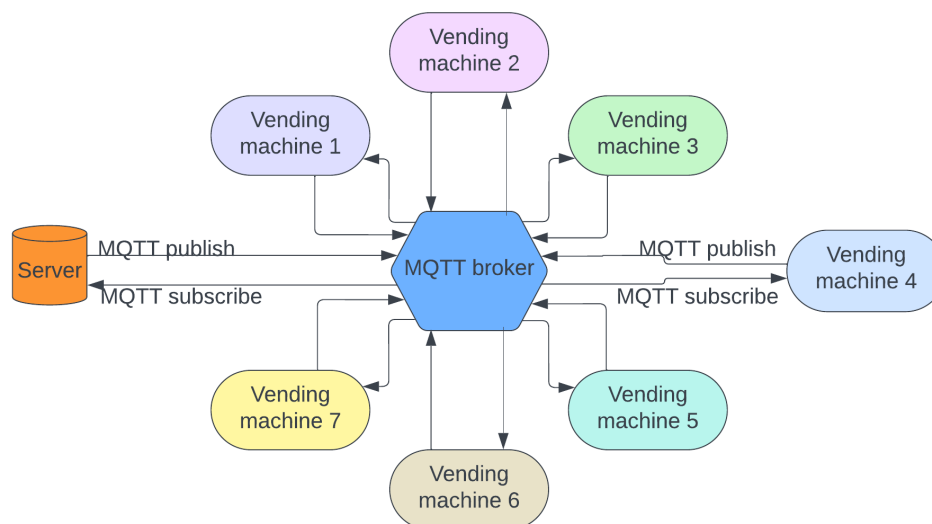 Vending
machine 2
Vending
machine 1
Vending
machine 3
MQTT publish
MQTT publish
Server
MQTT broker
Vending
machine 4
MQTT subscribe
MQTT subscribe
Vending
machine 7
Vending
machine 5
Vending
machine 6